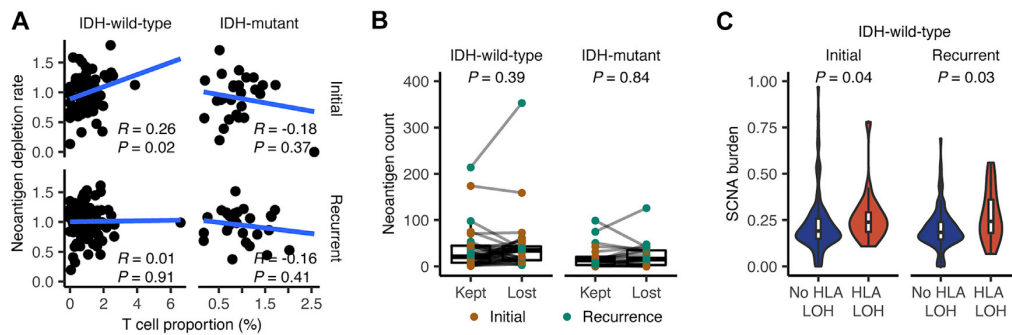 A
IDH-wild-type
IDH-mutant
Neoantigen depletion rate
1.5
1.0
0.5
0.0
R = 0.26
P = 0.02
R = -0.18
P = 0.37
Initial
1.5
1.0
0.5
0.0
R = 0.01
P = 0.91
R = -0.16
P = 0.41
Recurrent
0 2 4 6
0.5 1.5 2.5
T cell proportion (%)
B
IDH-wild-type
IDH-mutant
P = 0.39
P = 0.84
Neoantigen count
400
300
200
100
0
Kept Lost
Kept Lost
Initial
Recurrence
C
IDH-wild-type
Initial
Recurrent
P = 0.04
P = 0.03
SCNA burden
1.00
0.75
0.50
0.25
0.00
No HLA LOH
HLA LOH
No HLA LOH
HLA LOH